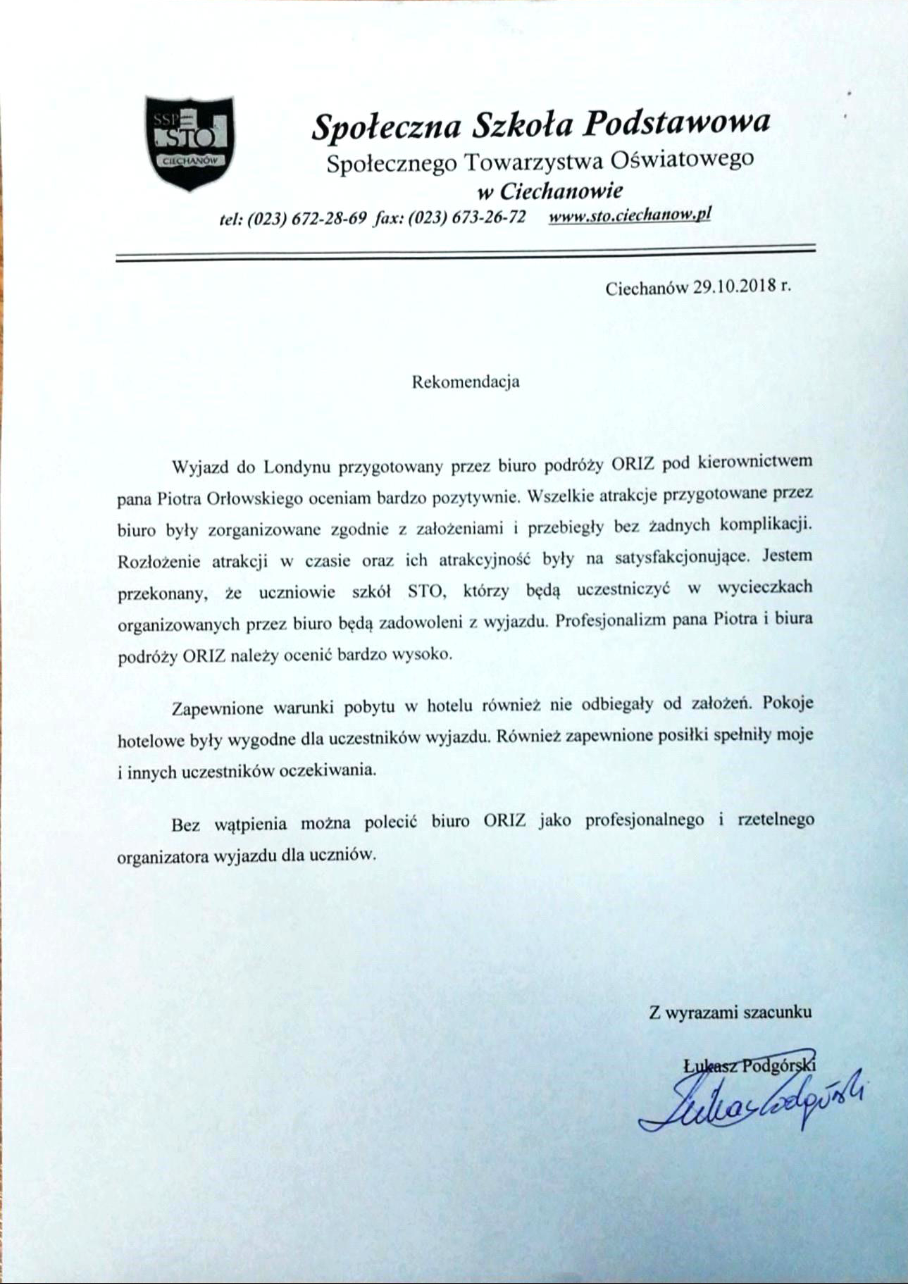 SSP
STO
CIECHANÓW
Społeczna Szkoła Podstawowa
Społecznego Towarzystwa Oświatowego
w Ciechanowie
tel: (023) 672-28-69 fax: (023) 673-26-72 www.sto.ciechanow.pl
Ciechanów 29.10.2018 r.
Rekomendacja
Wyjazd do Londynu przygotowany przez biuro podróży ORIZ pod kierownictwem
pana Piotra Orłowskiego oceniam bardzo pozytywnie. Wszelkie atrakcje przygotowane przez
biuro były zorganizowane zgodnie z założeniami i przebiegły bez żadnych komplikacji.
Rozłożenie atrakcji w czasie oraz ich atrakcyjność były na satysfakcjonujące. Jestem
przekonany, że uczniowie szkół STO, którzy będą uczestniczyć w wycieczkach
organizowanych przez biuro będą zadowoleni z wyjazdu. Profesjonalizm pana Piotra i biura
podróży ORIZ należy ocenić bardzo wysoko.
Zapewnione warunki pobytu w hotelu również nie odbiegały od założeń. Pokoje
hotelowe były wygodne dla uczestników wyjazdu. Również zapewnione posiłki spełniły moje
i innych uczestników oczekiwania.
Bez wątpienia można polecić biuro ORIZ jako profesjonalnego i rzetelnego
organizatora wyjazdu dla uczniów.
Z wyrazami szacunku
Łukasz Podgórski
Łukasz Podgórski